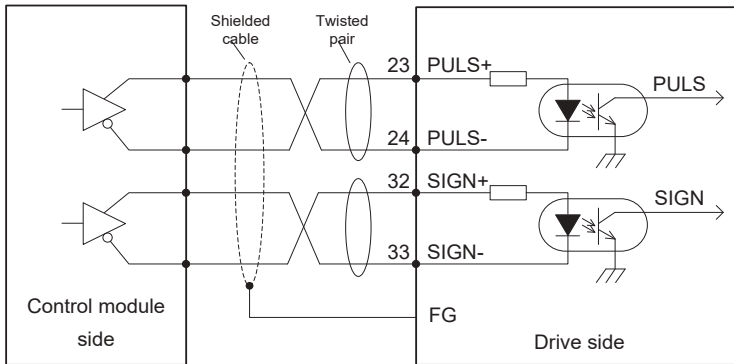 Shielded
cable
Twisted
pair
23
PULS+
PULS
24
PULS-
32
SIGN+
SIGN
33
SIGN-
FG
Control module
side
Drive side